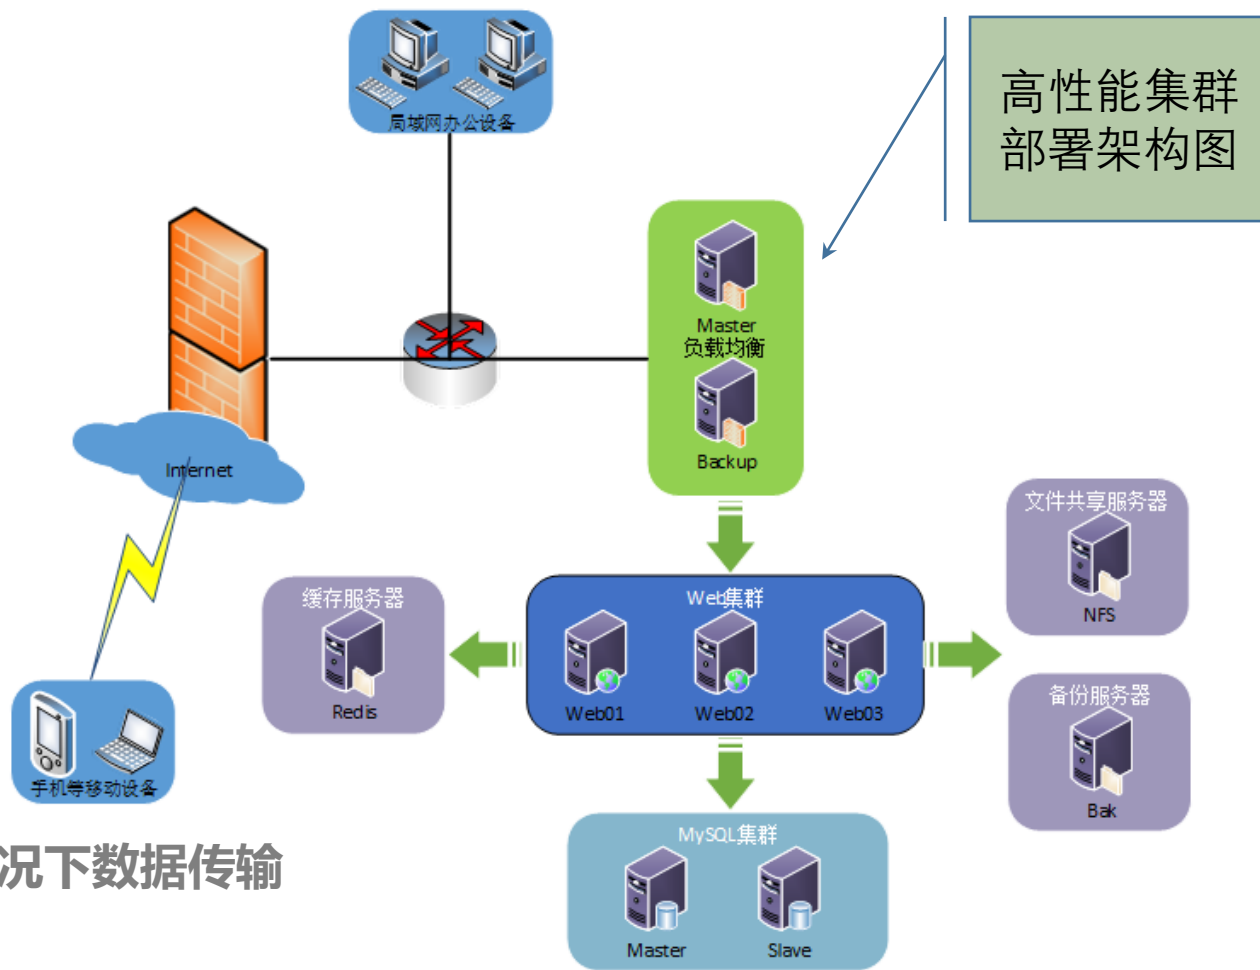 局域网办公设备
高性能集群
部署架构图
Master
负载均衡
Backup
Internet
文件共享服务器
NFS
缓存服务器
Redis
Web集群
Web01
Web02
Web03
备份服务器
Bak
手机等移动设备
况下数据传输
MySQL集群
Master
Slave